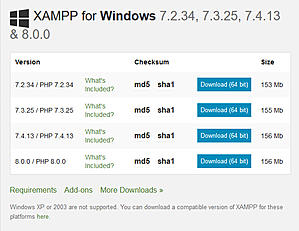 XAMPP for Windows 7.2.34, 7.3.25, 7.4.13 & 8.0.0
Version Checksum Size
7.2.34 / PHP 7.2.34 What's Included? md5 sha1 Download (64 bit) 153 Mb
7.3.25 / PHP 7.3.25 What's Included? md5 sha1 Download (64 bit) 155 Mb
7.4.13 / PHP 7.4.13 What's Included? md5 sha1 Download (64 bit) 156 Mb
8.0.0 / PHP 8.0.0 What's Included? md5 sha1 Download (64 bit) 156 Mb
Requirements Add-ons More Downloads »
Windows XP or 2003 are not supported. You can download a compatible version of XAMPP for these
platforms here.